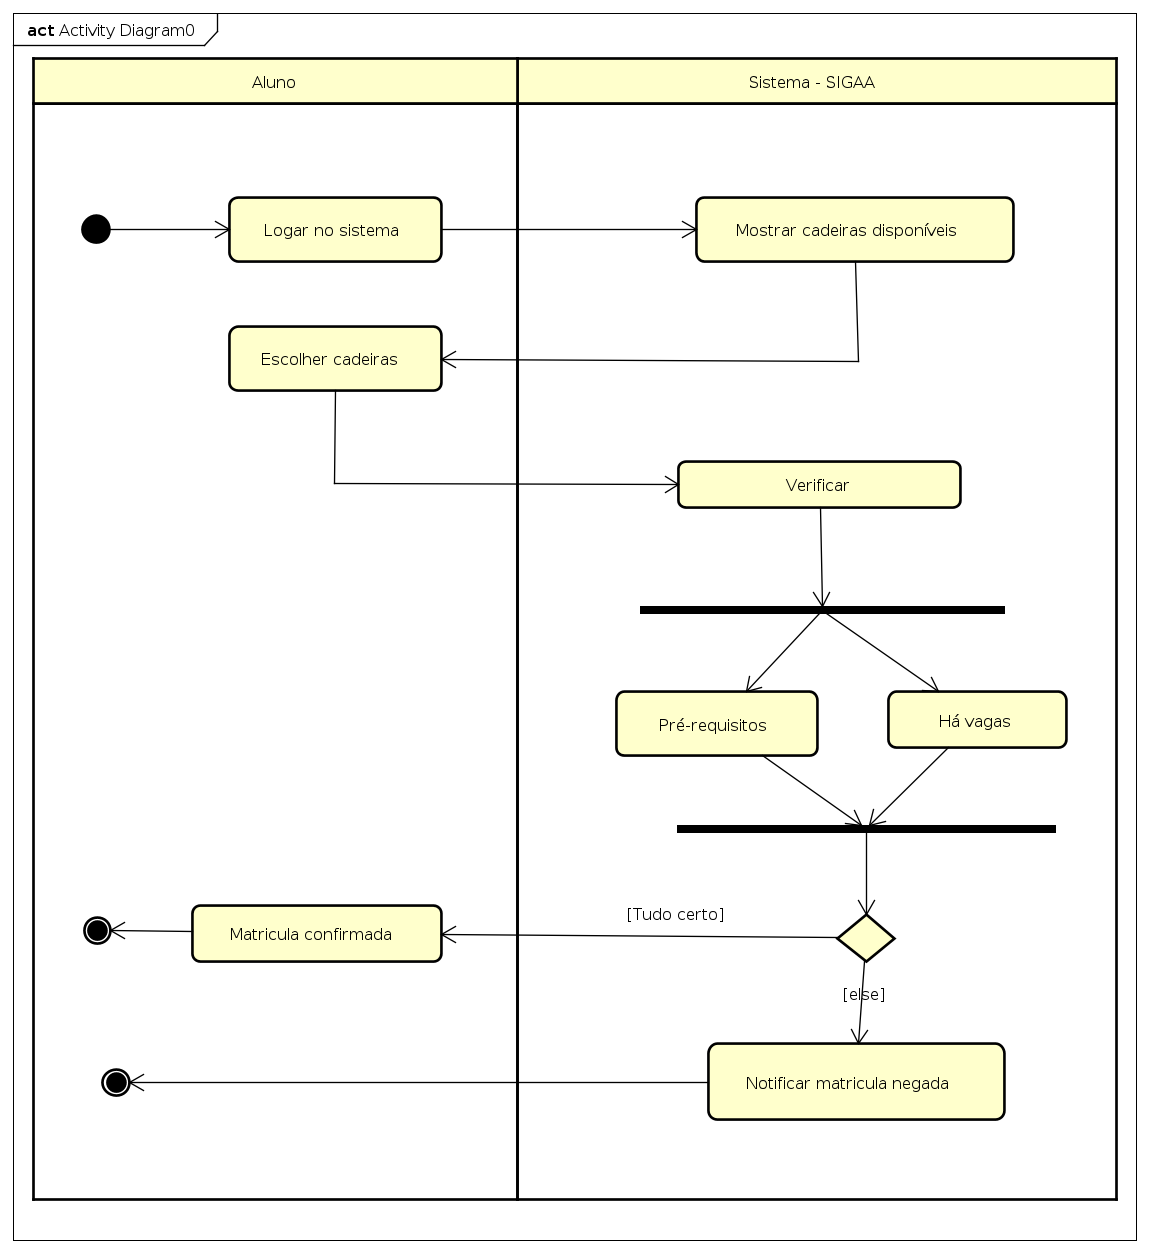 act Activity Diagram0
Aluno
Sistema - SIGAA
Logar no sistema
Mostrar cadeiras disponíveis
Escolher cadeiras
Verificar
Pré-requisitos
Há vagas
[Tudo certo]
Matricula confirmada
[else]
Notificar matricula negada